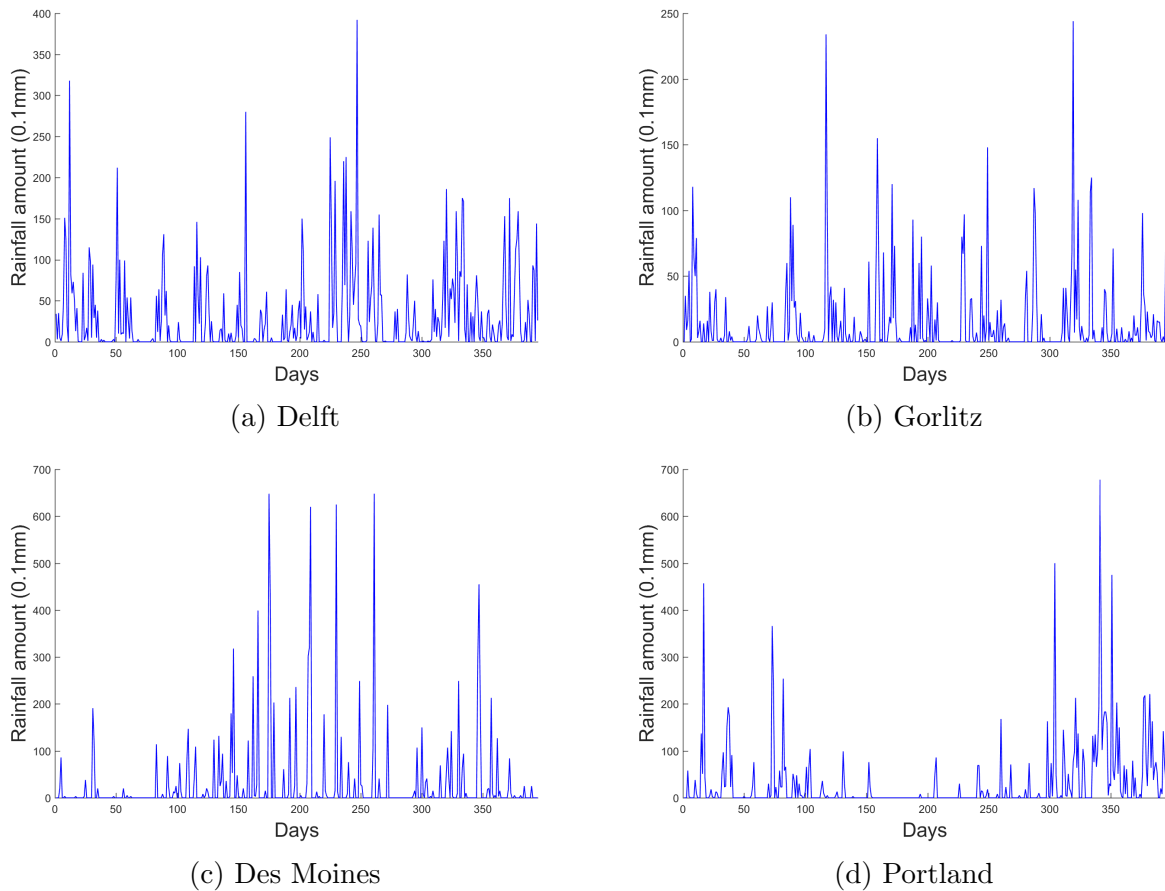 400
350
300
250
200
150
100
50
0
Rainfall amount (0.1mm)
0 50 100 150 200 250 300 350
Days
(a) Delft
250
200
150
100
50
0
Rainfall amount (0.1mm)
0 50 100 150 200 250 300 350
Days
(b) Gorlitz
700
600
500
400
300
200
100
0
Rainfall amount (0.1mm)
0 50 100 150 200 250 300 350
Days
(c) Des Moines
700
600
500
400
300
200
100
0
Rainfall amount (0.1mm)
0 50 100 150 200 250 300 350
Days
(d) Portland